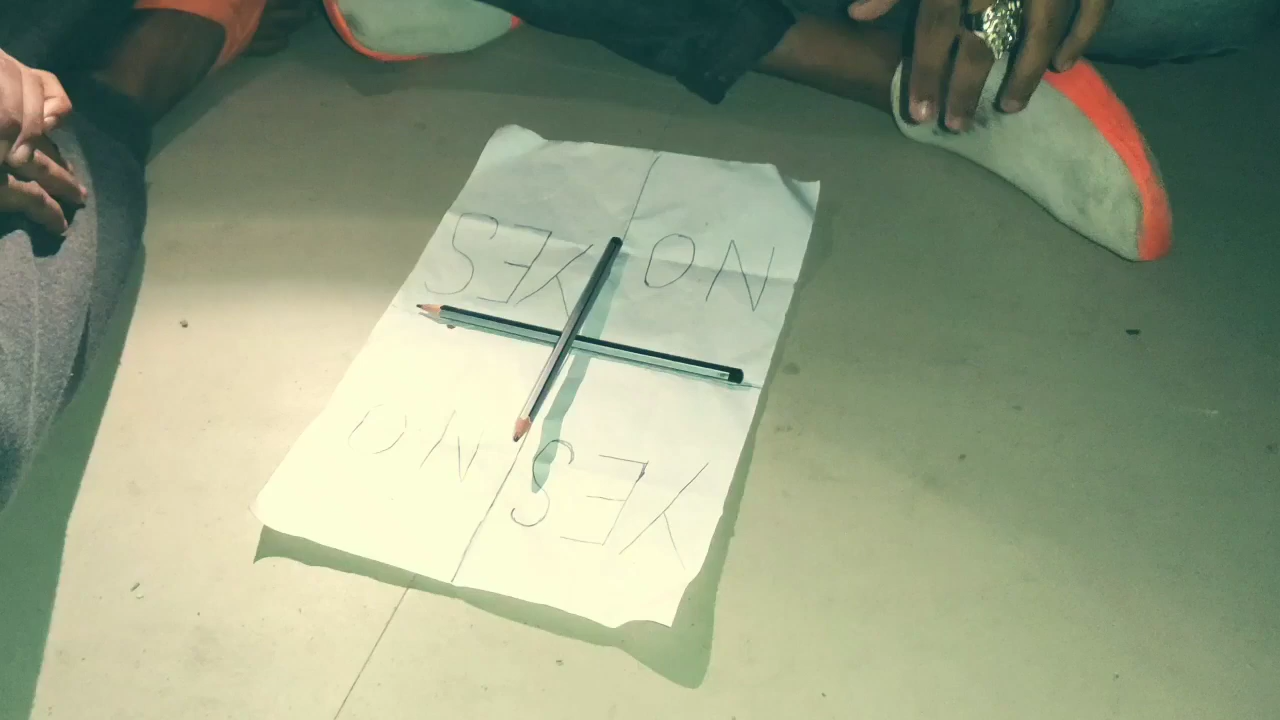 YES NO
NO YES